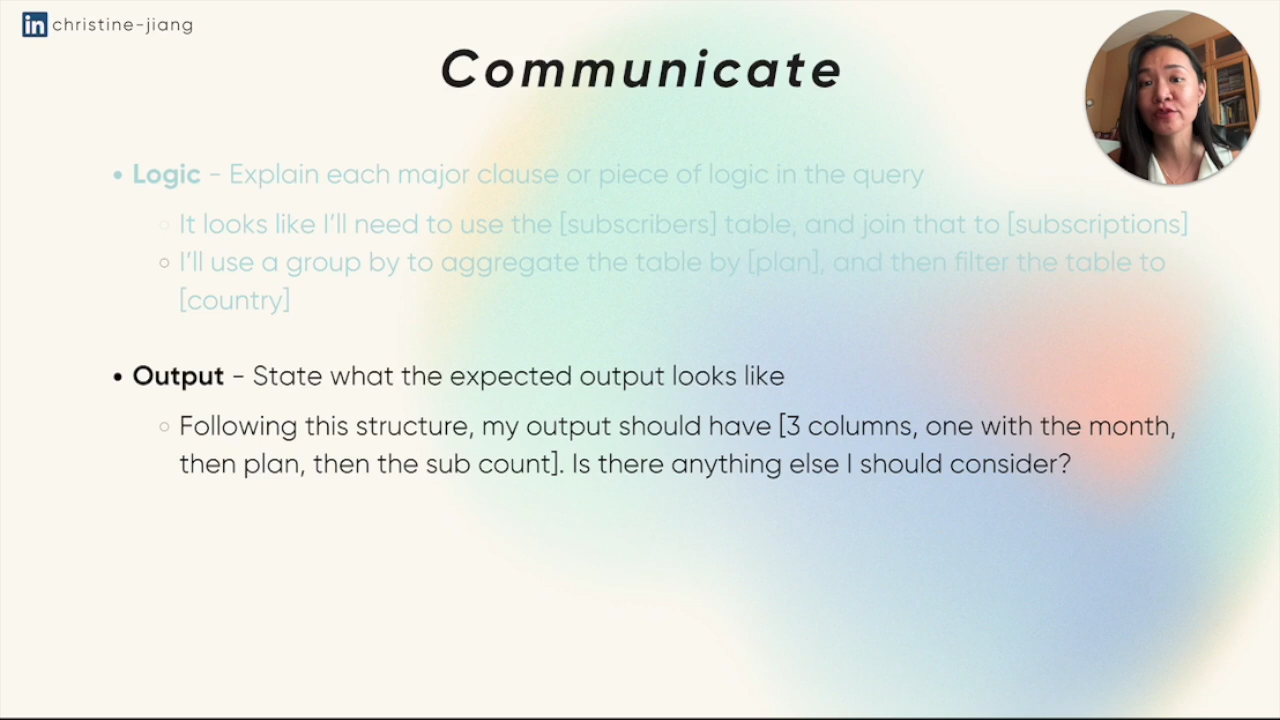 in christine-jiang
Communicate
• Logic - Explain each major clause or piece of logic in the query
○ It looks like I'll need to use the [subscribers] table, and join that to [subscriptions]
○ I'll use a group by to aggregate the table by [plan], and then filter the table to
[country]
• Output - State what the expected output looks like
○ Following this structure, my output should have [3 columns, one with the month,
then plan, then the sub count]. Is there anything else I should consider?